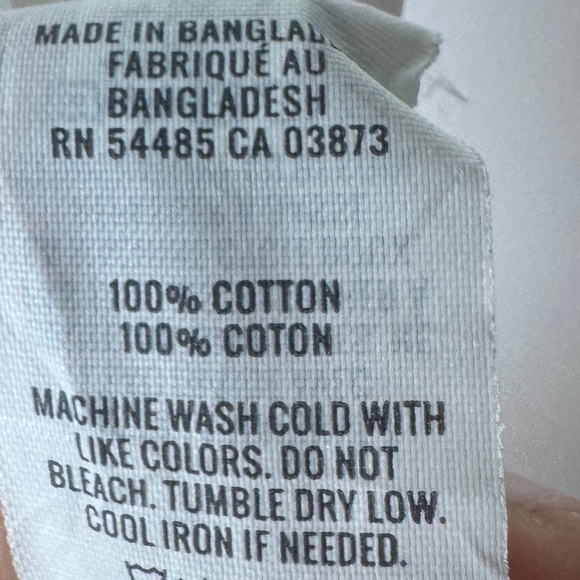 MADE IN
FABRIQUÉ AU
BANGLADESH
RN 54485 CA 03873
100% COTTON
100% COTON
MACHINE WASH COLD WITH
LIKE COLORS. DO NOT
BLEACH. TUMBLE DRY LOW.
COOL IRON IF NEEDED.